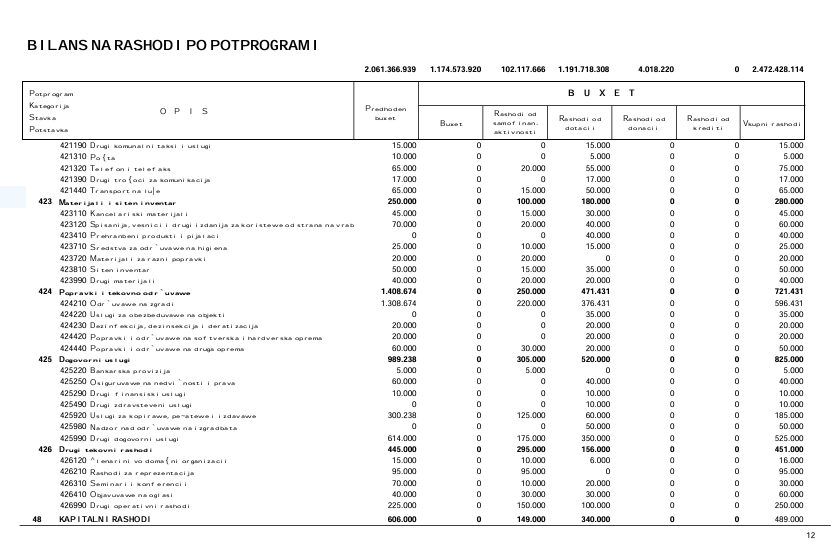 BILANS NA RASHODI PO POTPROGRAMI
2.061.366.939 1.174.573.920 102.117.666 1.191.718.308 4.018.220 0 2.472.428.114
Potprogram
Kategorija
Stavka
Potstavka
O P I S
Predhoden buxet
B U X E T
Buxet
Rashodi od samofinan. aktivnosti
Rashodi od dotacii
Rashodi od donacii
Rashodi od krediti
Vkupni rashodi
421190 Drugi komunalni taksi i uslugi 15.000 0 0 15.000 0 0 15.000
421310 Po{ta 10.000 0 0 5.000 0 0 5.000
421320 Telefon i telefaks 65.000 0 20.000 55.000 0 0 75.000
421390 Drugi tro{oci za komunikacija 17.000 0 0 17.000 0 0 17.000
421440 Transport na lu|e 65.000 0 15.000 50.000 0 0 65.000
423 Materijali i siten inventar 250.000 0 100.000 180.000 0 0 280.000
423110 Kancelariski materijali 45.000 0 15.000 30.000 0 0 45.000
423120 Spisanija, vesnici i drugi izdanija za koristewe od strana na vrab 70.000 0 20.000 40.000 0 0 60.000
423410 Prehranbeni produkti i pijalaci 0 0 0 40.000 0 0 40.000
423710 Sredstva za odr`uvawe na higiena 25.000 0 10.000 15.000 0 0 25.000
423720 Materijali za razni popravki 20.000 0 20.000 0 0 0 20.000
423810 Siten inventar 50.000 0 15.000 35.000 0 0 50.000
423990 Drugi materijali 40.000 0 20.000 20.000 0 0 40.000
424 Popravki i tekovno odr`uvawe 1.408.674 0 250.000 471.431 0 0 721.431
424210 Odr`uvawe na zgradi 1.308.674 0 220.000 376.431 0 0 596.431
424220 Uslugi za obezbeduvawe na objekti 0 0 0 35.000 0 0 35.000
424230 Dezinfekcija, dezinsekcija i deratizacija 20.000 0 0 20.000 0 0 20.000
424420 Popravki i odr`uvawe na softverska i hardverska oprema 20.000 0 0 20.000 0 0 20.000
424440 Popravki i odr`uvawe na druga oprema 60.000 0 30.000 20.000 0 0 50.000
425 Dogovorni uslugi 989.238 0 305.000 520.000 0 0 825.000
425220 Bankarska provizija 5.000 0 5.000 0 0 0 5.000
425250 Osiguruvawe na nedvi`nosti i prava 60.000 0 0 40.000 0 0 40.000
425290 Drugi finansiski uslugi 10.000 0 0 10.000 0 0 10.000
425490 Drugi zdravstveni uslugi 0 0 0 10.000 0 0 10.000
425920 Uslugi za kopirawe, pe~atewe i izdavawe 300.238 0 125.000 60.000 0 0 185.000
425980 Nadzor nad odr`uvawe na izgradbata 0 0 0 50.000 0 0 50.000
425990 Drugi dogovorni uslugi 614.000 0 175.000 350.000 0 0 525.000
426 Drugi tekovni rashodi 445.000 0 295.000 156.000 0 0 451.000
426120 ^lenarini vo doma{ni organizacii 15.000 0 10.000 6.000 0 0 16.000
426210 Rashodi za reprezentacija 95.000 0 95.000 0 0 0 95.000
426310 Seminari i konferencii 70.000 0 10.000 20.000 0 0 30.000
426410 Objavuvawe na oglasi 40.000 0 30.000 30.000 0 0 60.000
426990 Drugi operativni rashodi 225.000 0 150.000 100.000 0 0 250.000
48 KAPITALNI RASHODI 606.000 0 149.000 340.000 0 0 489.000
12